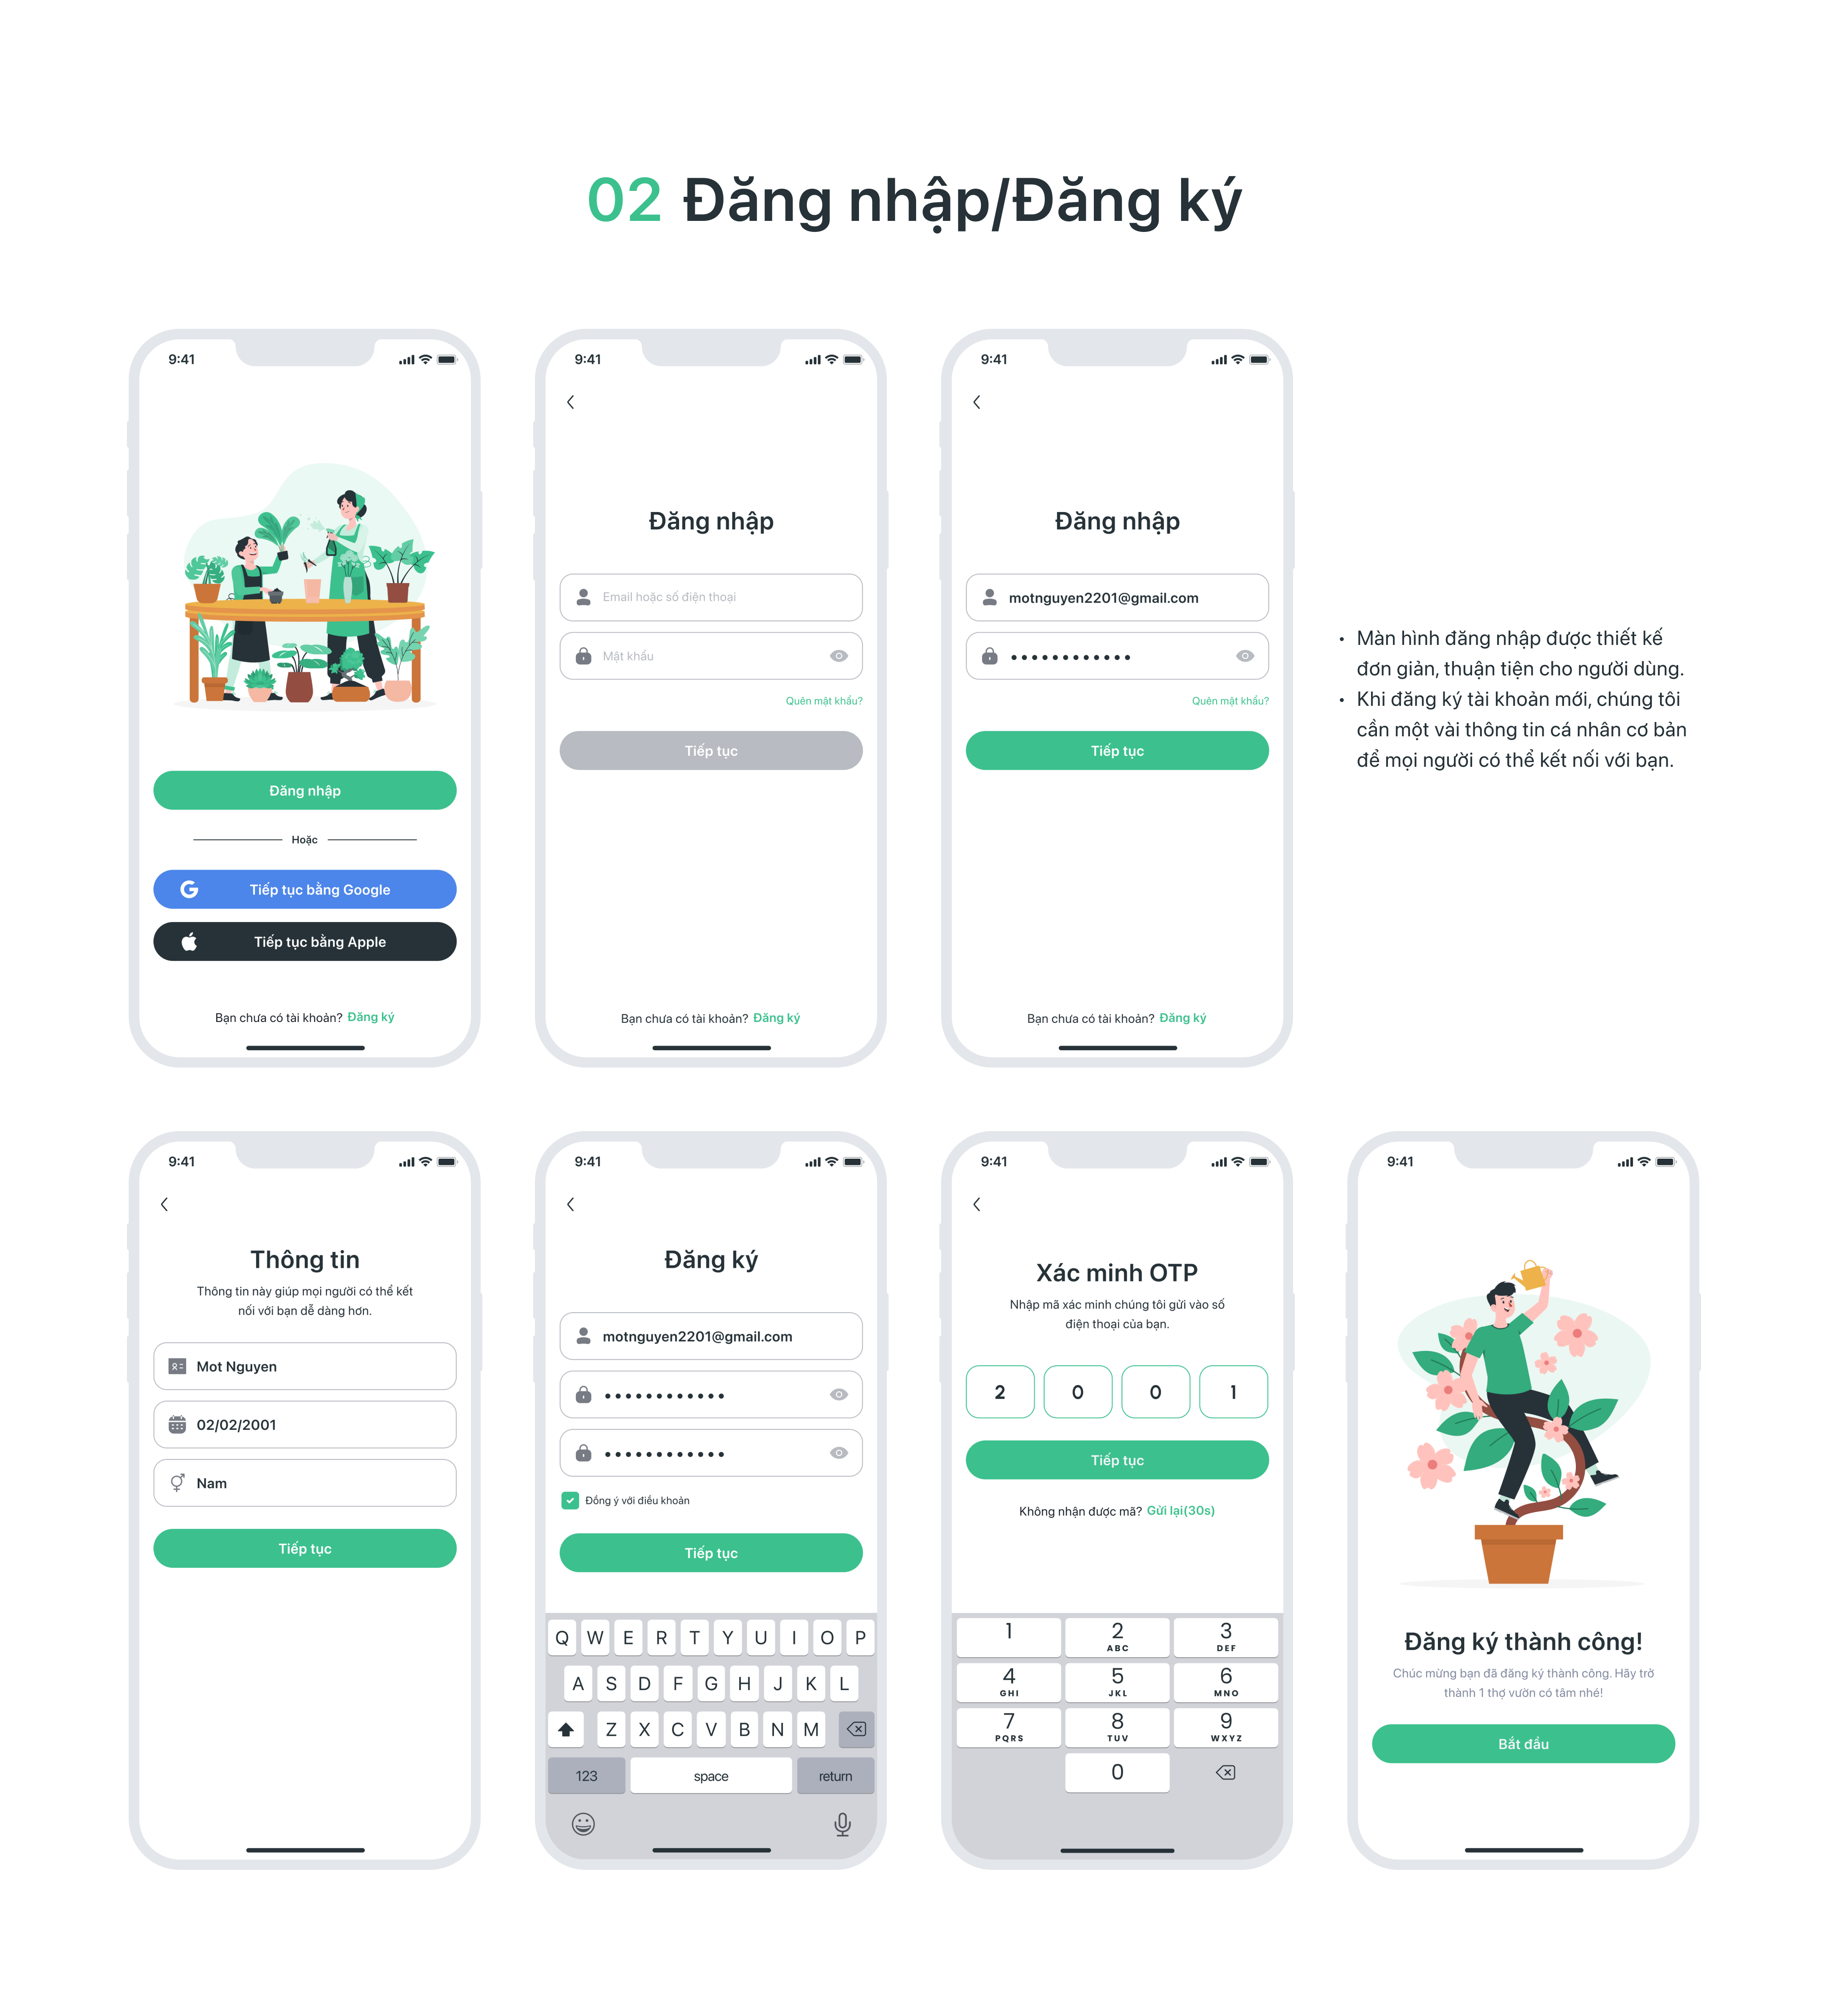 02 Đăng nhập/Đăng ký
9:41
Đăng nhập
Hoặc
Tiếp tục bằng Google
Tiếp tục bằng Apple
Bạn chưa có tài khoản? Đăng ký
9:41
Đăng nhập
Email hoặc số điện thoại
Mật khẩu
Quên mật khẩu?
Tiếp tục
Bạn chưa có tài khoản? Đăng ký
9:41
Đăng nhập
motnguyen2201@gmail.com
Quên mật khẩu?
Tiếp tục
Bạn chưa có tài khoản? Đăng ký
• Màn hình đăng nhập được thiết kế
đơn giản, thuận tiện cho người dùng.
• Khi đăng ký tài khoản mới, chúng tôi
cần một vài thông tin cá nhân cơ bản
để mọi người có thể kết nối với bạn.
9:41
Thông tin
Thông tin này giúp mọi người có thể kết
nối với bạn dễ dàng hơn.
Mot Nguyen
02/02/2001
Nam
Tiếp tục
9:41
Đăng ký
motnguyen2201@gmail.com
Đồng ý với điều khoản
Tiếp tục
Q W E R T Y U I O P
A S D F G H J K L
Z X C V B N M
123 space return
9:41
Xác minh OTP
Nhập mã xác minh chúng tôi gửi vào số
điện thoại của bạn.
2 0 0 1
Tiếp tục
Không nhận được mã? Gửi lại(30s)
1 2 3
ABC DEF
4 5 6
GHI JKL MNO
7 8 9
PQRS TUV WXYZ
0
9:41
Đăng ký thành công!
Chúc mừng bạn đã đăng ký thành công. Hãy trở
thành 1 thợ vườn có tâm nhé!
Bắt đầu